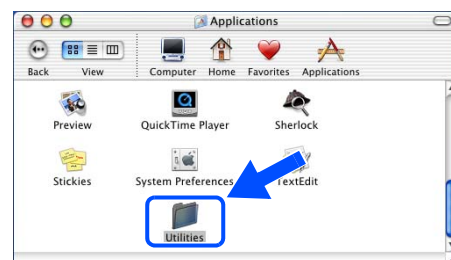 Applications
Back View Computer Home Favorites Applications
Preview QuickTime Player Sherlock
Stickies System Preferences TextEdit
Utilities